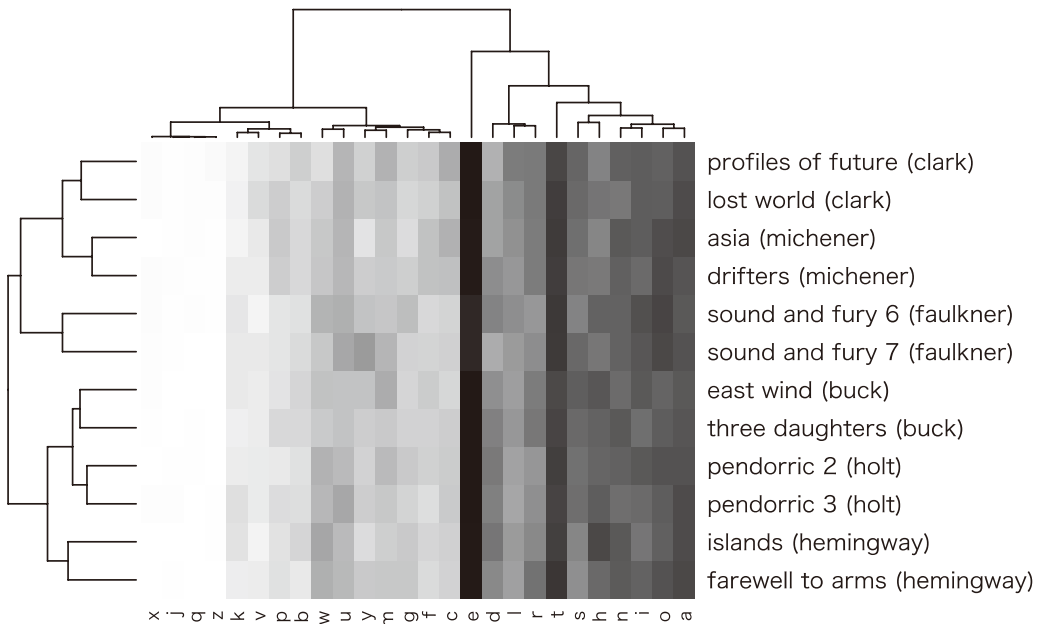 profiles of future (clark)
lost world (clark)
asia (michener)
drifters (michener)
sound and fury 6 (faulkner)
sound and fury 7 (faulkner)
east wind (buck)
three daughters (buck)
pendorric 2 (holt)
pendorric 3 (holt)
islands (hemingway)
farewell to arms (hemingway)
x j q z k v p b w u y m g f c e d l r t s h n i o a